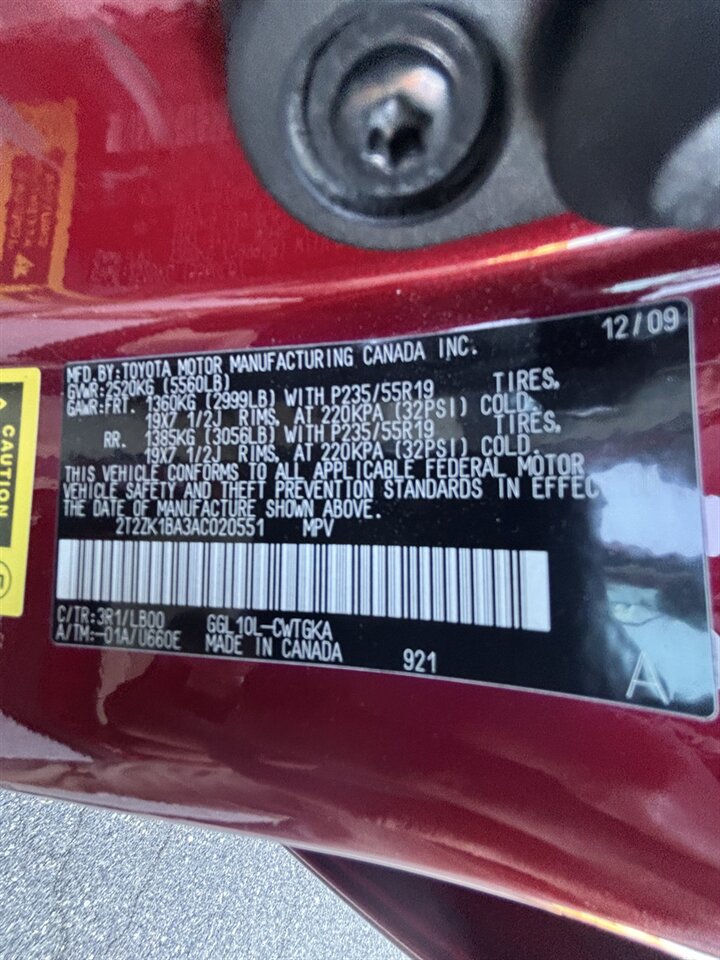 12/09
MFD. BY: TOYOTA MOTOR MANUFACTURING CANADA INC.
GVWR: 2520KG (5560LB)
GAWR: FRT. 1360KG (2999LB) WITH P235/55R19 TIRES,
19X7 1/2J RIMS, AT 220KPA (32PSI) COLD.
RR. 1385KG (3056LB) WITH P235/55R19 TIRES,
19X7 1/2J RIMS, AT 220KPA (32PSI) COLD.
THIS VEHICLE CONFORMS TO ALL APPLICABLE FEDERAL MOTOR
VEHICLE SAFETY AND THEFT PREVENTION STANDARDS IN EFFEC
THE DATE OF MANUFACTURE SHOWN ABOVE.
2T2ZK1BA3AC020551 MPV
C/TR: 3R1/LB00 GGL10L-CWTGKA
A/TM: -01A/U660E MADE IN CANADA 921
A
CAUTION